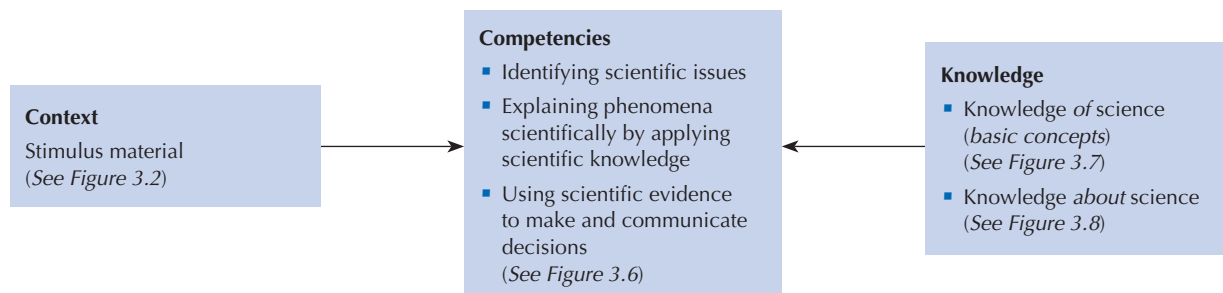 Context
Stimulus material
(See Figure 3.2)
Competencies
▪ Identifying scientific issues
▪ Explaining phenomena
scientifically by applying
scientific knowledge
▪ Using scientific evidence
to make and communicate
decisions
(See Figure 3.6)
Knowledge
▪ Knowledge of science
(basic concepts)
(See Figure 3.7)
▪ Knowledge about science
(See Figure 3.8)